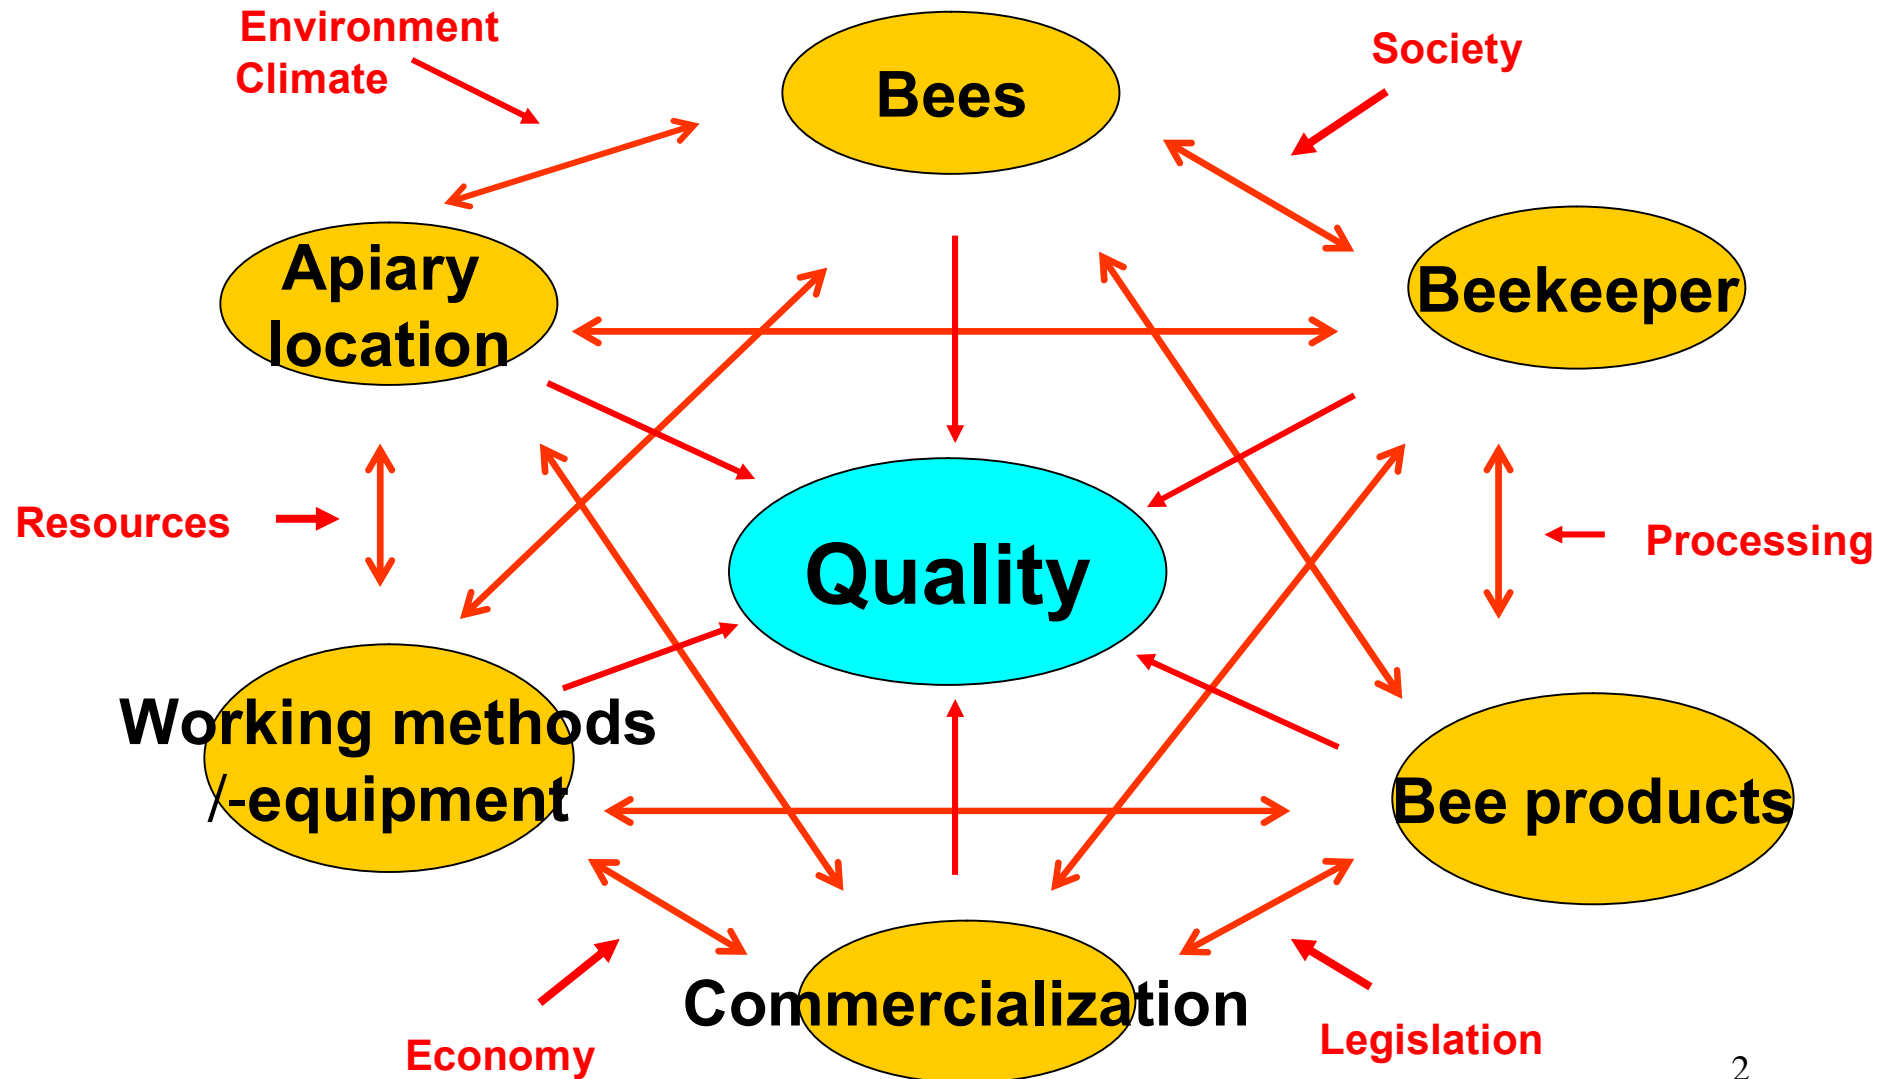 Environment
Climate
Society
Bees
Apiary
location
Beekeeper
Resources
Quality
Processing
Working methods
/-equipment
Bee products
Commercialization
Economy
Legislation
2